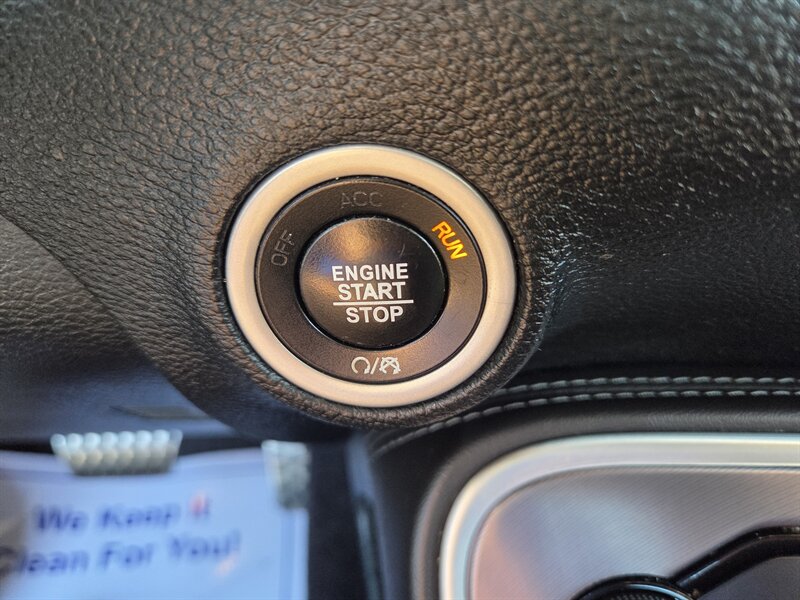 ACC
OFF
RUN
ENGINE
START
STOP
We Keep it
Clean For You!